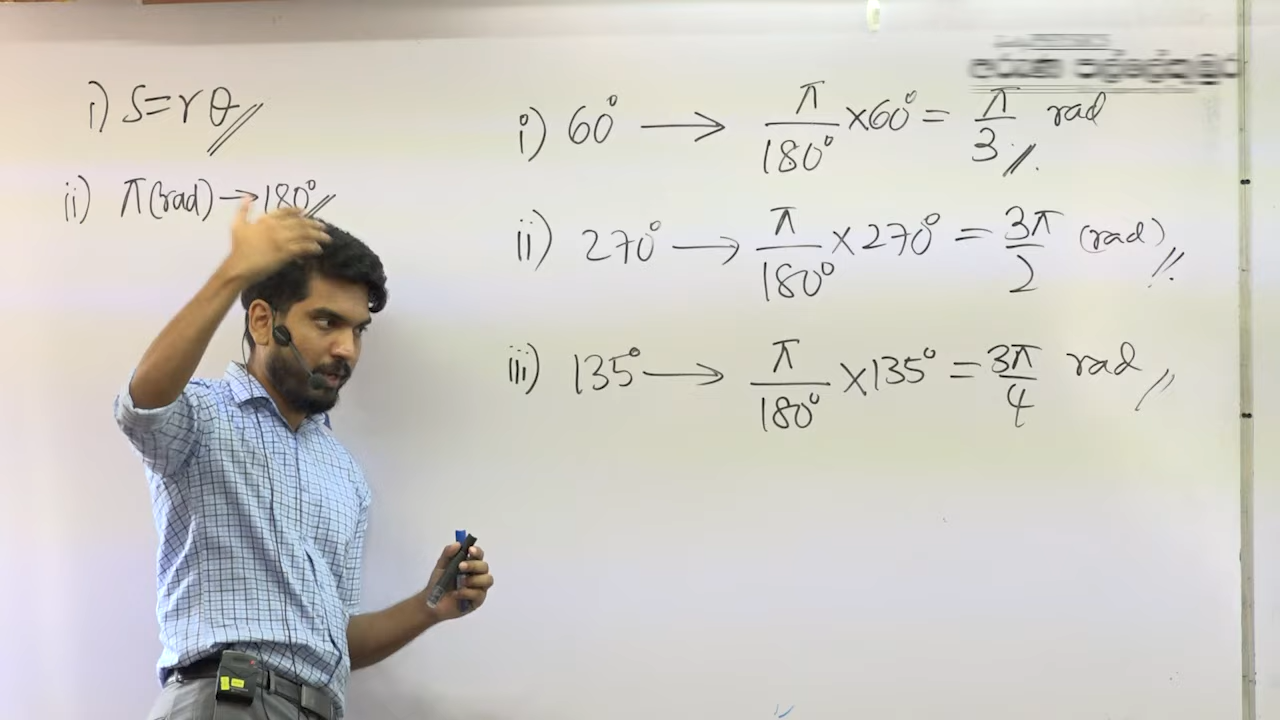 i) S=rθ
ii) π(rad)→180°
i) 60° → π/180° ×60° = π/3 rad
ii) 270° → π/180° ×270° = 3π/2 (rad)
iii) 135° → π/180° ×135° = 3π/4 rad